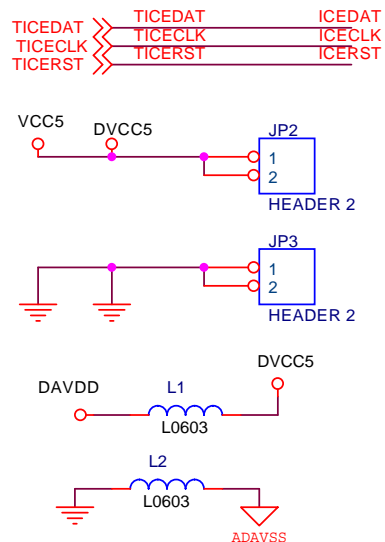 TICEDAT TICEDAT ICEDAT
TICECLK TICECLK ICECLK
TICERST TICERST ICERST
VCC5 DVCC5
JP2
1
2
HEADER 2
JP3
1
2
HEADER 2
DVCC5
DAVDD L1
L0603
L2
L0603
ADAVSS